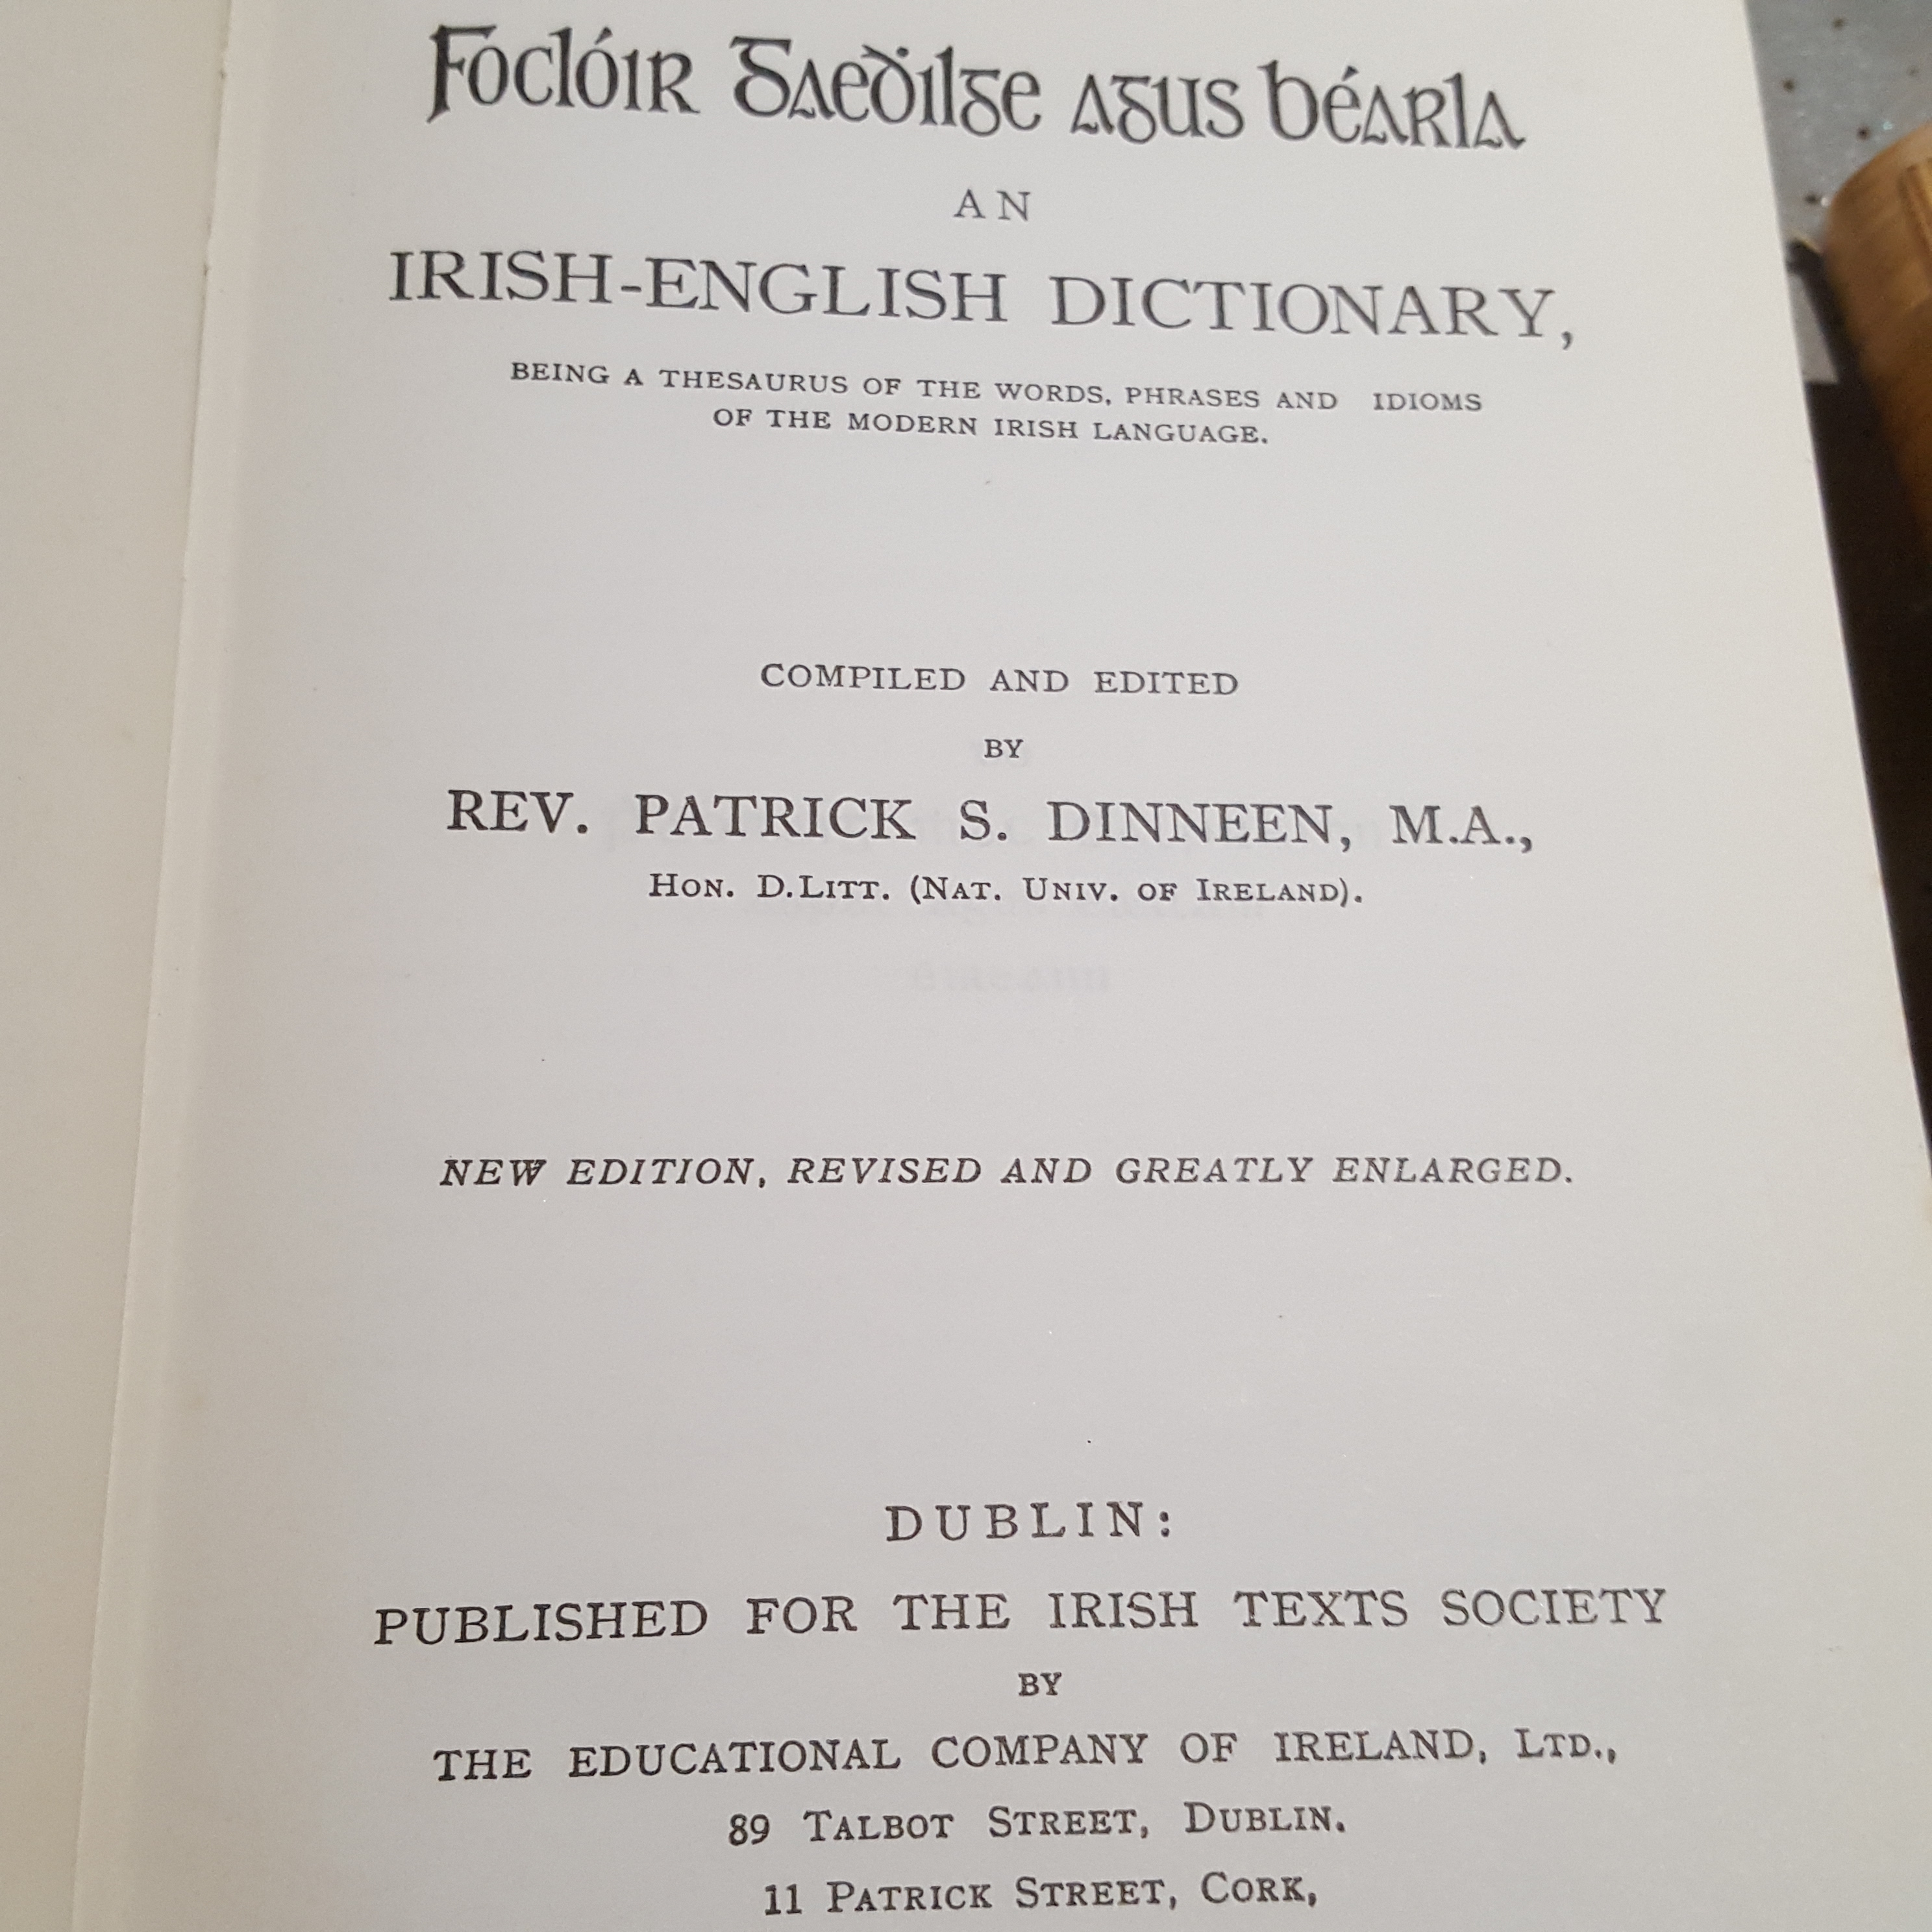 Foclóir Gaeḋilge agus béarla
AN
IRISH-ENGLISH DICTIONARY,
BEING A THESAURUS OF THE WORDS, PHRASES AND IDIOMS
OF THE MODERN IRISH LANGUAGE.
COMPILED AND EDITED
BY
REV. PATRICK S. DINNEEN, M.A.,
HON. D.LITT. (NAT. UNIV. OF IRELAND).
NEW EDITION, REVISED AND GREATLY ENLARGED.
DUBLIN:
PUBLISHED FOR THE IRISH TEXTS SOCIETY
BY
THE EDUCATIONAL COMPANY OF IRELAND, LTD.,
89 TALBOT STREET, DUBLIN.
11 PATRICK STREET, CORK,